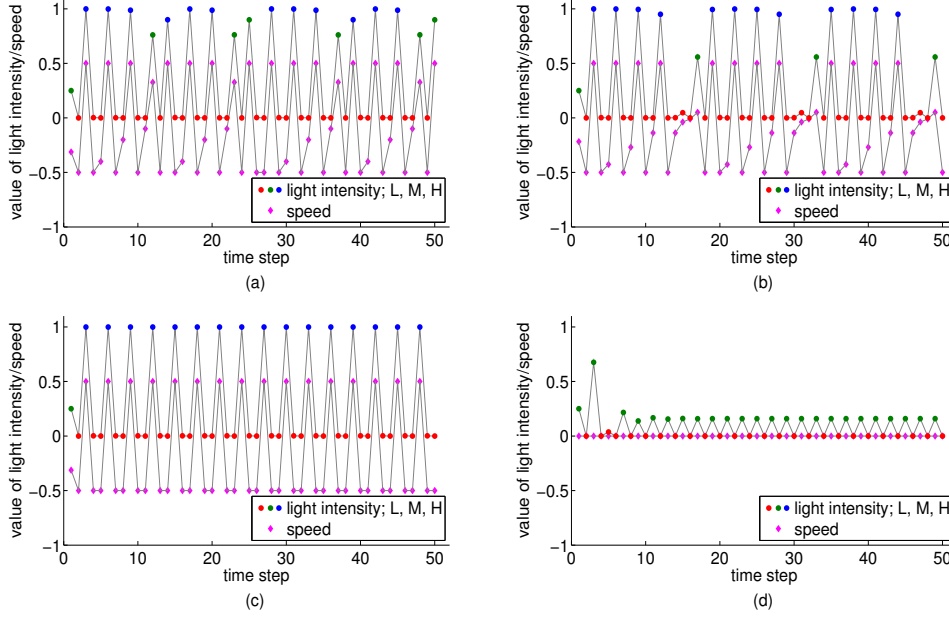 value of light intensity/speed
1
0.5
0
−0.5
−1
0 10 20 30 40 50
time step
light intensity; L, M, H
speed
(a)
value of light intensity/speed
1
0.5
0
−0.5
−1
0 10 20 30 40 50
time step
light intensity; L, M, H
speed
(b)
value of light intensity/speed
1
0.5
0
−0.5
−1
0 10 20 30 40 50
time step
light intensity; L, M, H
speed
(c)
value of light intensity/speed
1
0.5
0
−0.5
−1
0 10 20 30 40 50
time step
light intensity; L, M, H
speed
(d)